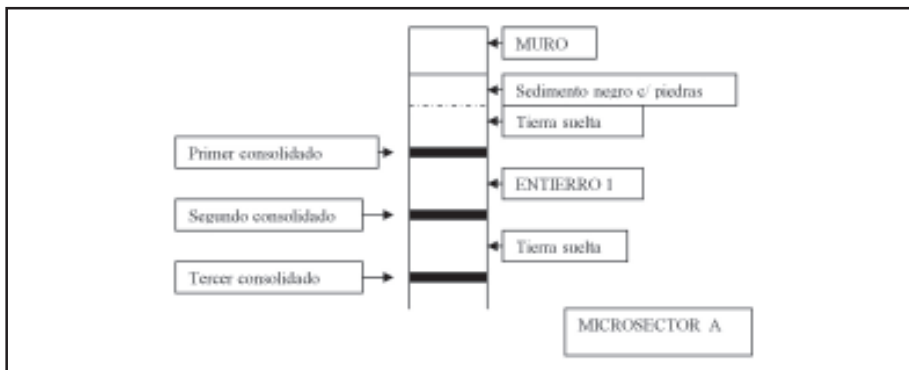 MURO
Sedimento negro c/ piedras
Tierra suelta
Primer consolidado
ENTIERRO 1
Segundo consolidado
Tierra suelta
Tercer consolidado
MICROSECTOR A